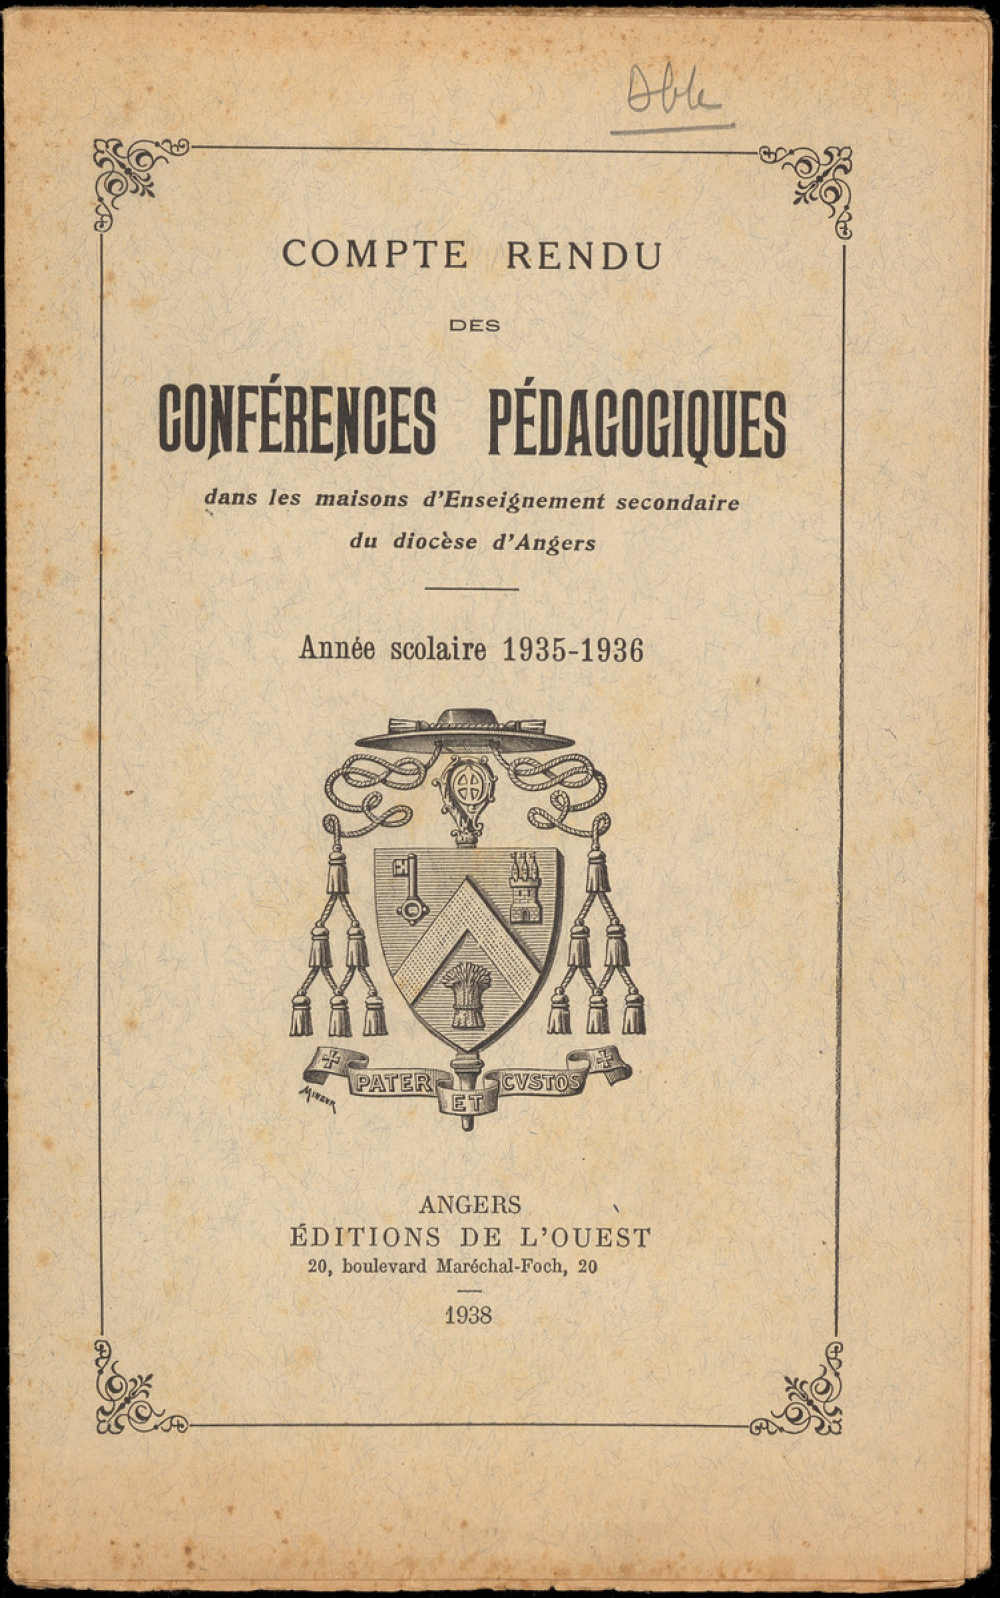 COMPTE RENDU
DES
CONFÉRENCES PÉDAGOGIQUES
dans les maisons d'Enseignement secondaire
du diocèse d'Angers
Année scolaire 1935-1936
PATER ET CVSTOS
ANGERS
ÉDITIONS DE L'OUEST
20, boulevard Maréchal-Foch, 20
1938